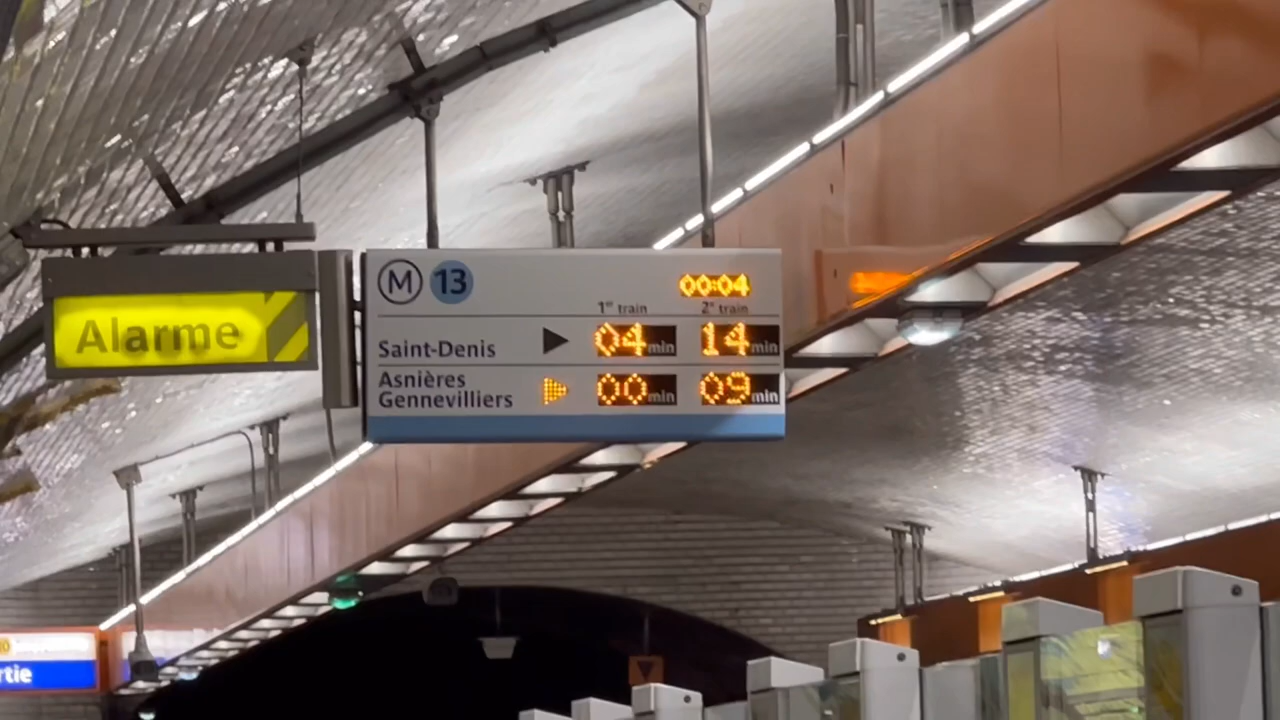 Alarme
M 13
00:04
1er train 2e train
Saint-Denis 04 min 14 min
Asnières
Gennevilliers 00 min 09 min
rtie